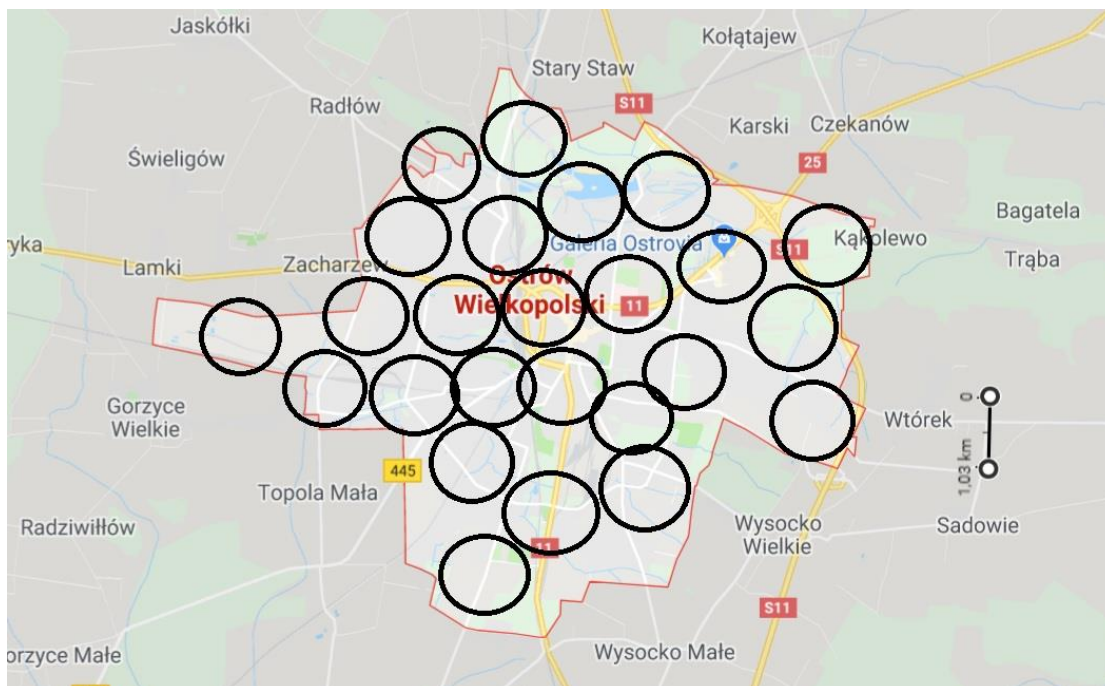 Jaskółki
Kołątajew
Stary Staw
S11
Radłów
Karski
Czekanów
Świeligów
25
Bagatela
ryka
Galeria Ostrovia
S11
Kąkolewo
Lamki
Zacharzew
Trąba
Ostrów
Wielkopolski
11
Gorzyce
Wielkie
0
Wtórek
445
1,03 km
Topola Mała
Radziwiłłów
Wysocko
Wielkie
Sadowie
11
S11
orzyce Małe
Wysocko Małe